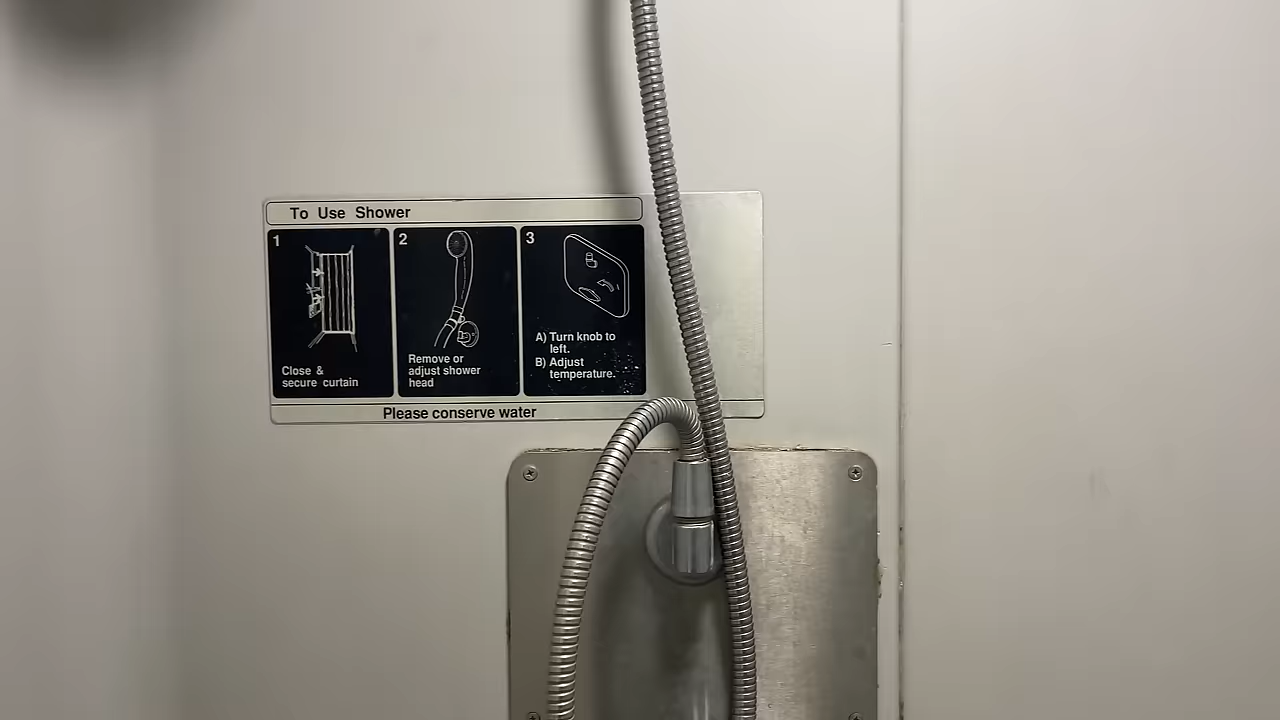 To Use Shower
1
Close &
secure curtain
2
Remove or
adjust shower
head
3
A) Turn knob to
left.
B) Adjust
temperature.
Please conserve water